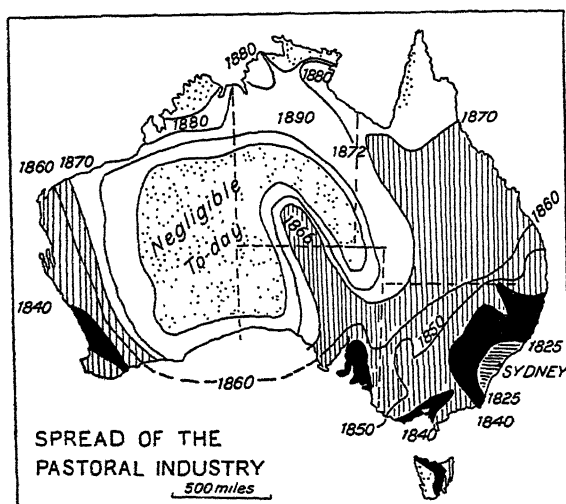 1880
1880
1880
1890
1870
1872
1860 1870
Negligible
To day
1866
1860
1840
1850
1825
SYDNEY
1860
1825
1850
1840
1840
SPREAD OF THE
PASTORAL INDUSTRY
500 miles